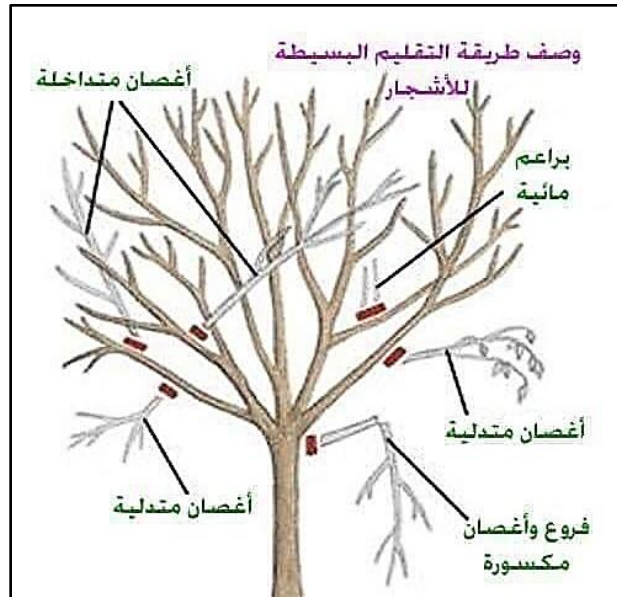 وصف طريقة التقليم البسيطة
للأشجار
أغصان متداخلة
براعم
مائية
أغصان متدلية
أغصان متدلية
فروع وأغصان
مكسورة